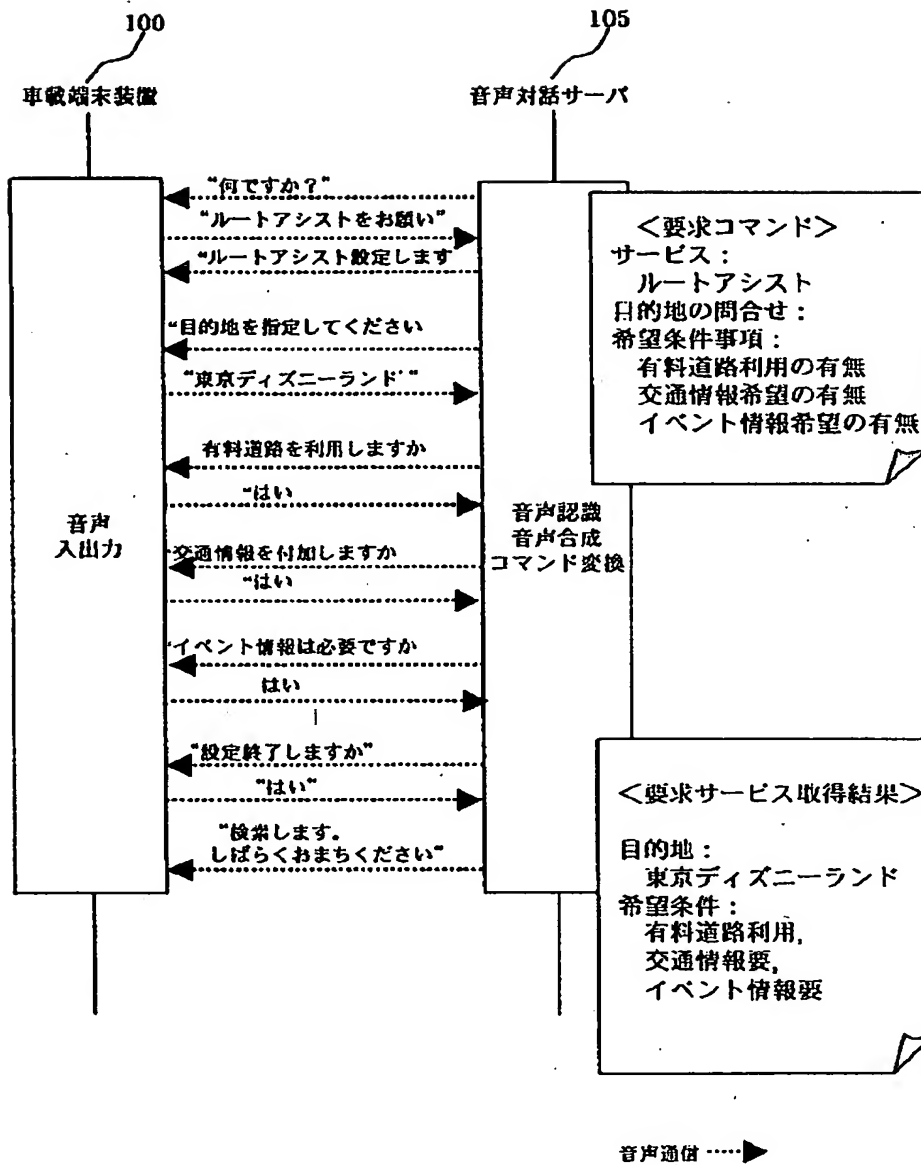 100
105
車載端末装置
音声対話サーバ
“何ですか？”
“ルートアシストをお願い”
“ルートアシスト設定します
“目的地を指定してください
“東京ディズニーランド”
有料道路を利用しますか
“はい
交通情報を付加しますか
“はい
“イベント情報は必要ですか
はい
“設定終了しますか”
“はい”
“検索します。
しばらくおまちください”
音声
入出力
音声認識
音声合成
コマンド変換
＜要求コマンド＞
サービス：
ルートアシスト
目的地の問合せ：
希望条件事項：
有料道路利用の有無
交通情報希望の有無
イベント情報希望の有無
＜要求サービス取得結果＞
目的地：
東京ディズニーランド
希望条件：
有料道路利用，
交通情報要，
イベント情報要
音声通信